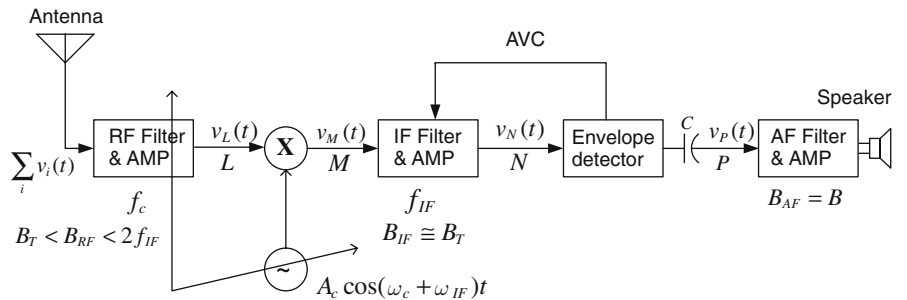 Antenna
AVC
Speaker
RF Filter
& AMP
v_L(t)
L
X
v_M(t)
M
IF Filter
& AMP
v_N(t)
N
Envelope
detector
C
v_P(t)
P
AF Filter
& AMP
∑_i v_i(t)
f_c
B_T < B_RF < 2f_IF
f_IF
B_IF ≅ B_T
B_AF = B
~
A_c cos(ω_c + ω_IF)t